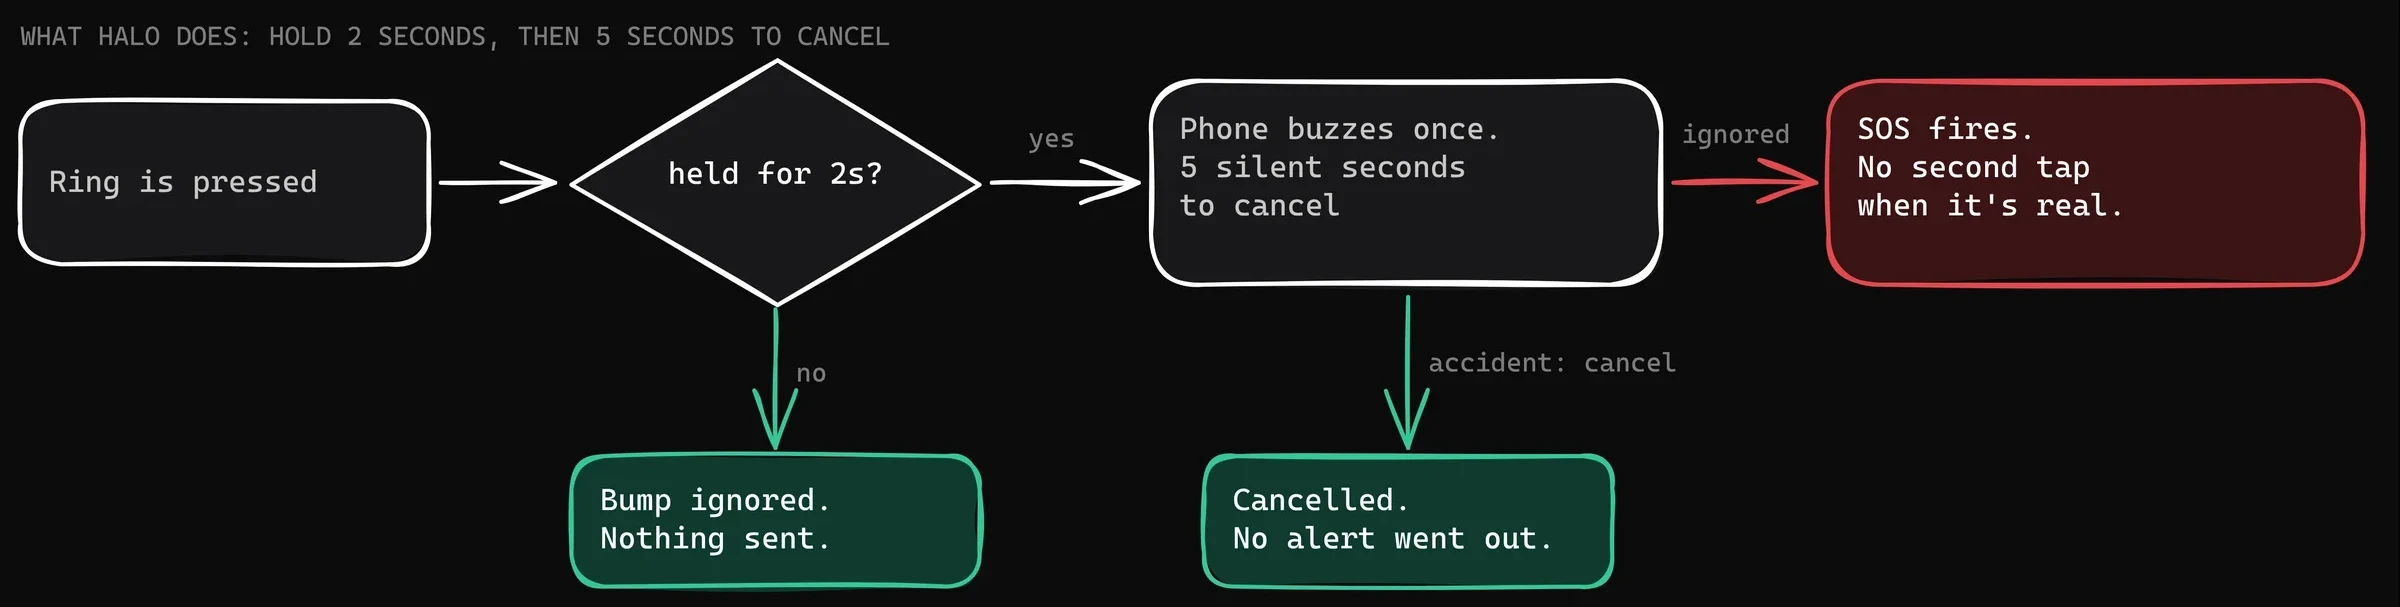 WHAT HALO DOES: HOLD 2 SECONDS, THEN 5 SECONDS TO CANCEL
Ring is pressed
held for 2s?
yes
Phone buzzes once.
5 silent seconds
to cancel
ignored
SOS fires.
No second tap
when it's real.
no
accident: cancel
Bump ignored.
Nothing sent.
Cancelled.
No alert went out.